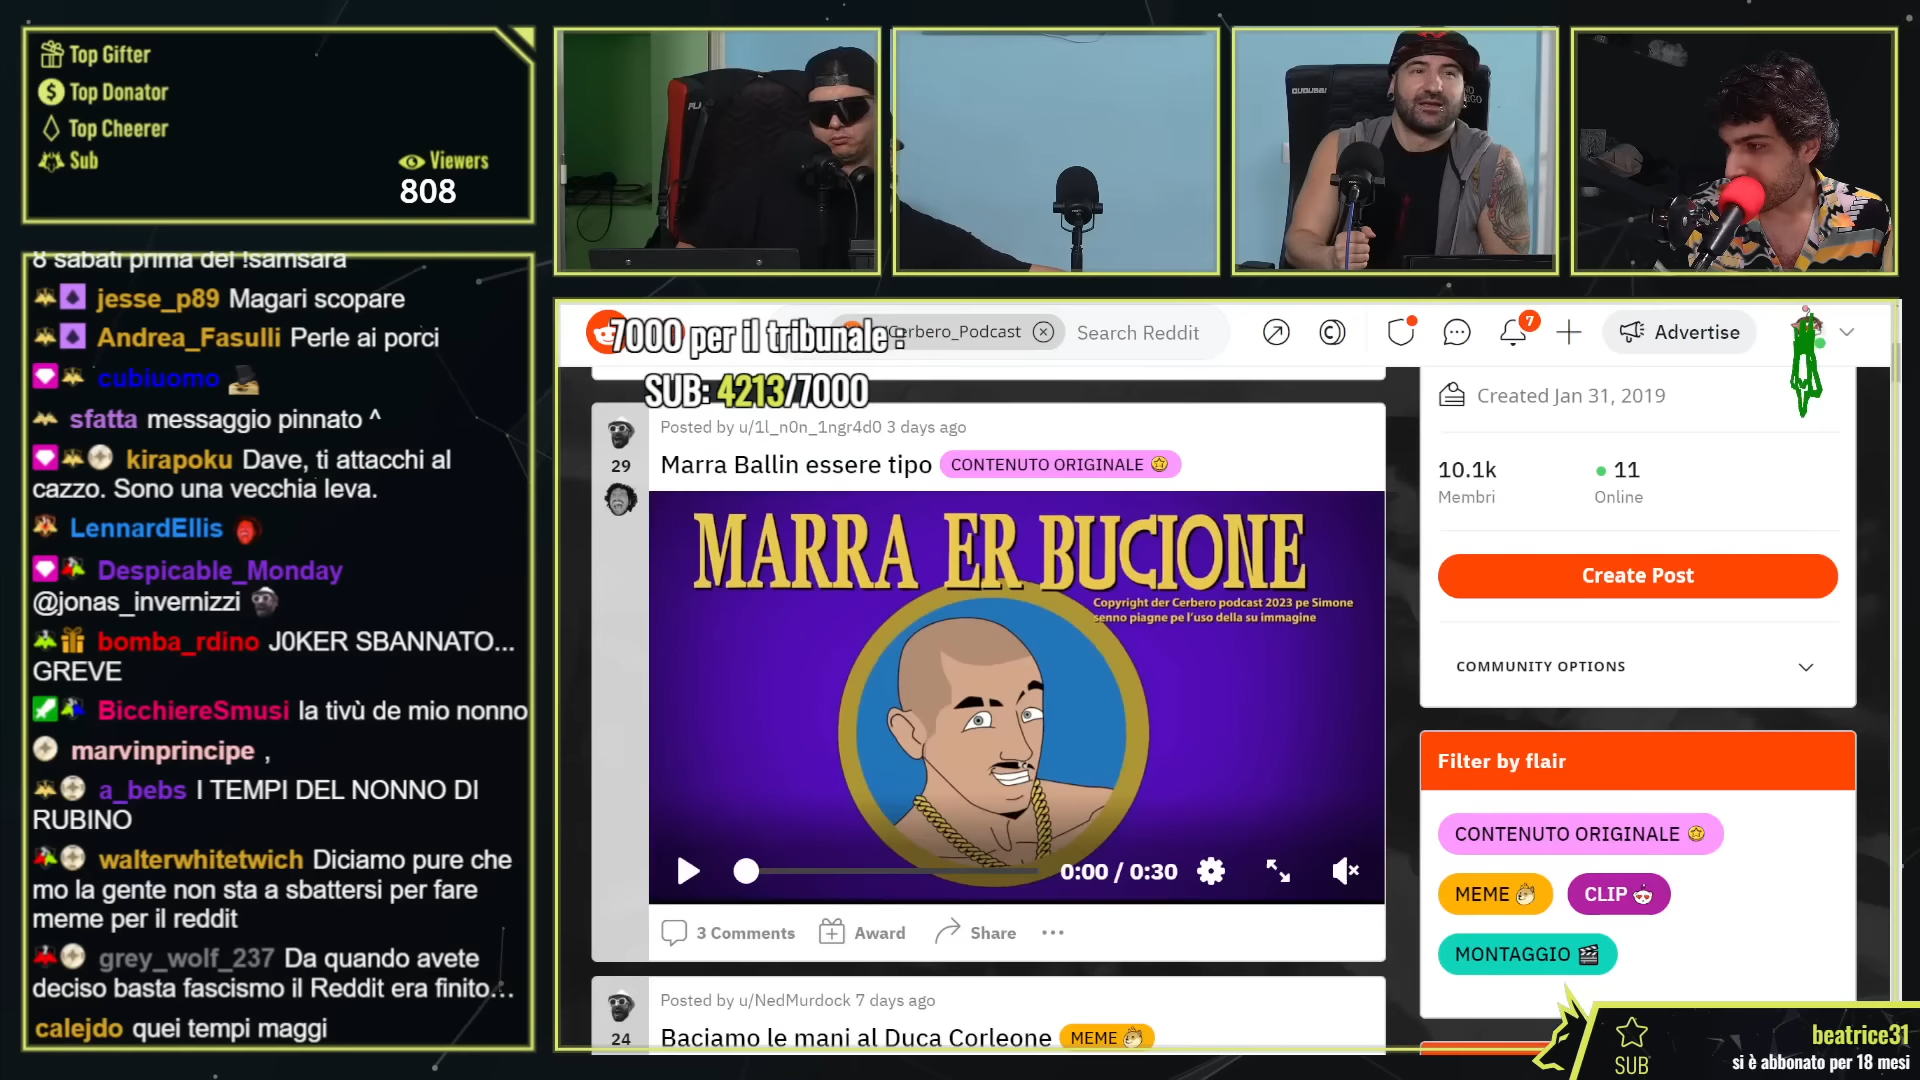 Top Gifter
Top Donator
Top Cheerer
Sub
Viewers
808
8 sabati prima del !samsara
jesse_p89 Magari scopare
Andrea_Fasulli Perle ai porci
cubiuomo
sfatta messaggio pinnato ^
kirapoku Dave, ti attacchi al
cazzo. Sono una vecchia leva.
LennardEllis
Despicable_Monday
@jonas_invernizzi
bomba_rdino J0KER SBANNATO...
GREVE
BicchiereSmusi la tivù de mio nonno
marvinprincipe ,
a_bebs I TEMPI DEL NONNO DI
RUBINO
walterwhitetwich Diciamo pure che
mo la gente non sta a sbattersi per fare
meme per il reddit
grey_wolf_237 Da quando avete
deciso basta fascismo il Reddit era finito...
calejdo quei tempi maggi
7000 per il tribunale :
SUB: 4213/7000
Cerbero_Podcast
Search Reddit
7
Advertise
Posted by u/1l_n0n_1ngr4d0 3 days ago
29
Marra Ballin essere tipo CONTENUTO ORIGINALE
MARRA ER BUCIONE
Copyright der Cerbero podcast 2023 pe Simone
senno piagne pe l'uso della su immagine
0:00 / 0:30
3 Comments
Award
Share
Posted by u/NedMurdock 7 days ago
24
Baciamo le mani al Duca Corleone MEME
Created Jan 31, 2019
10.1k
Membri
11
Online
Create Post
COMMUNITY OPTIONS
Filter by flair
CONTENUTO ORIGINALE
MEME
CLIP
MONTAGGIO
SUB
beatrice31
si è abbonato per 18 mesi